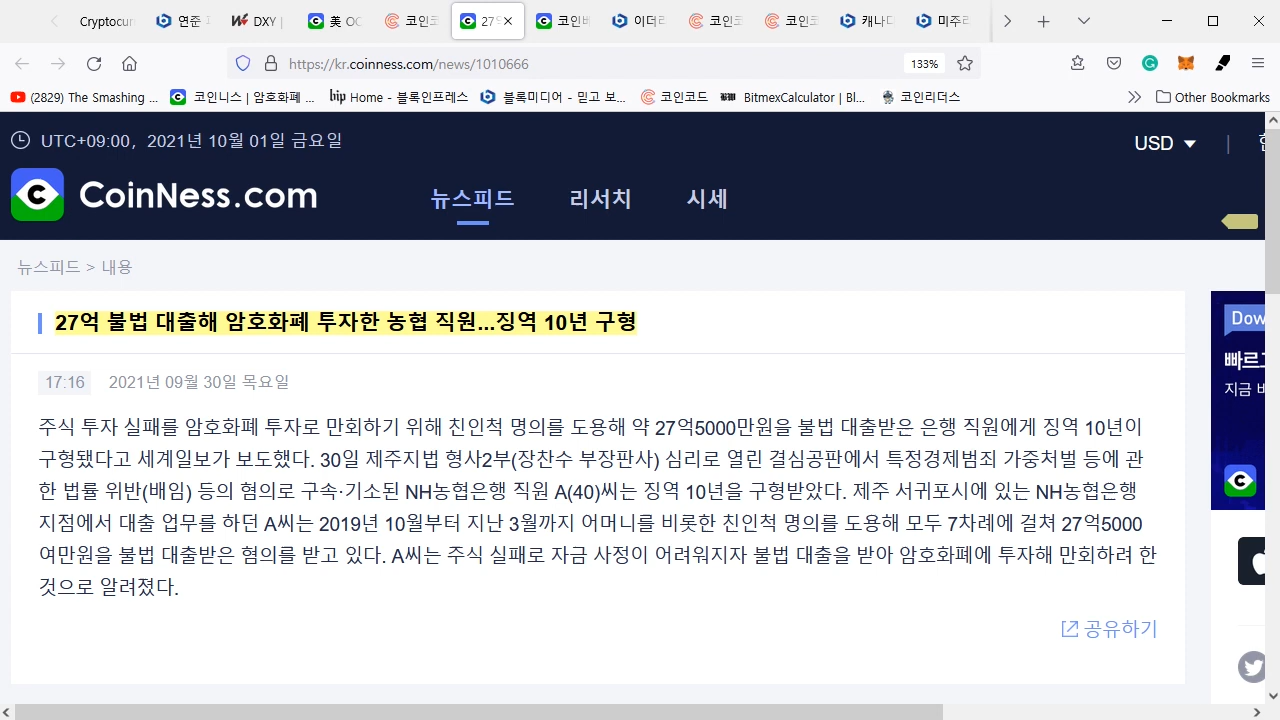 Cryptocur
연준
DXY
美 OC
코인코
27
코인비
이더리
코인코
코인코
캐나다
미주리
https://kr.coinness.com/news/1010666
133%
(2829) The Smashing ...
코인니스 | 암호화폐 ...
blip Home - 블록인프레스
블록미디어 - 믿고 보...
코인코드
BitmexCalculator | Bl...
코인리더스
Other Bookmarks
UTC+09:00, 2021년 10월 01일 금요일
USD
CoinNess.com
뉴스피드
리서치
시세
뉴스피드 > 내용
27억 불법 대출해 암호화폐 투자한 농협 직원...징역 10년 구형
Dow
빠르
지금
17:16 2021년 09월 30일 목요일
주식 투자 실패를 암호화폐 투자로 만회하기 위해 친인척 명의를 도용해 약 27억5000만원을 불법 대출받은 은행 직원에게 징역 10년이
구형됐다고 세계일보가 보도했다. 30일 제주지법 형사2부(장찬수 부장판사) 심리로 열린 결심공판에서 특정경제범죄 가중처벌 등에 관
한 법률 위반(배임) 등의 혐의로 구속·기소된 NH농협은행 직원 A(40)씨는 징역 10년을 구형받았다. 제주 서귀포시에 있는 NH농협은행
지점에서 대출 업무를 하던 A씨는 2019년 10월부터 지난 3월까지 어머니를 비롯한 친인척 명의를 도용해 모두 7차례에 걸쳐 27억5000
여만원을 불법 대출받은 혐의를 받고 있다. A씨는 주식 실패로 자금 사정이 어려워지자 불법 대출을 받아 암호화폐에 투자해 만회하려 한
것으로 알려졌다.
공유하기